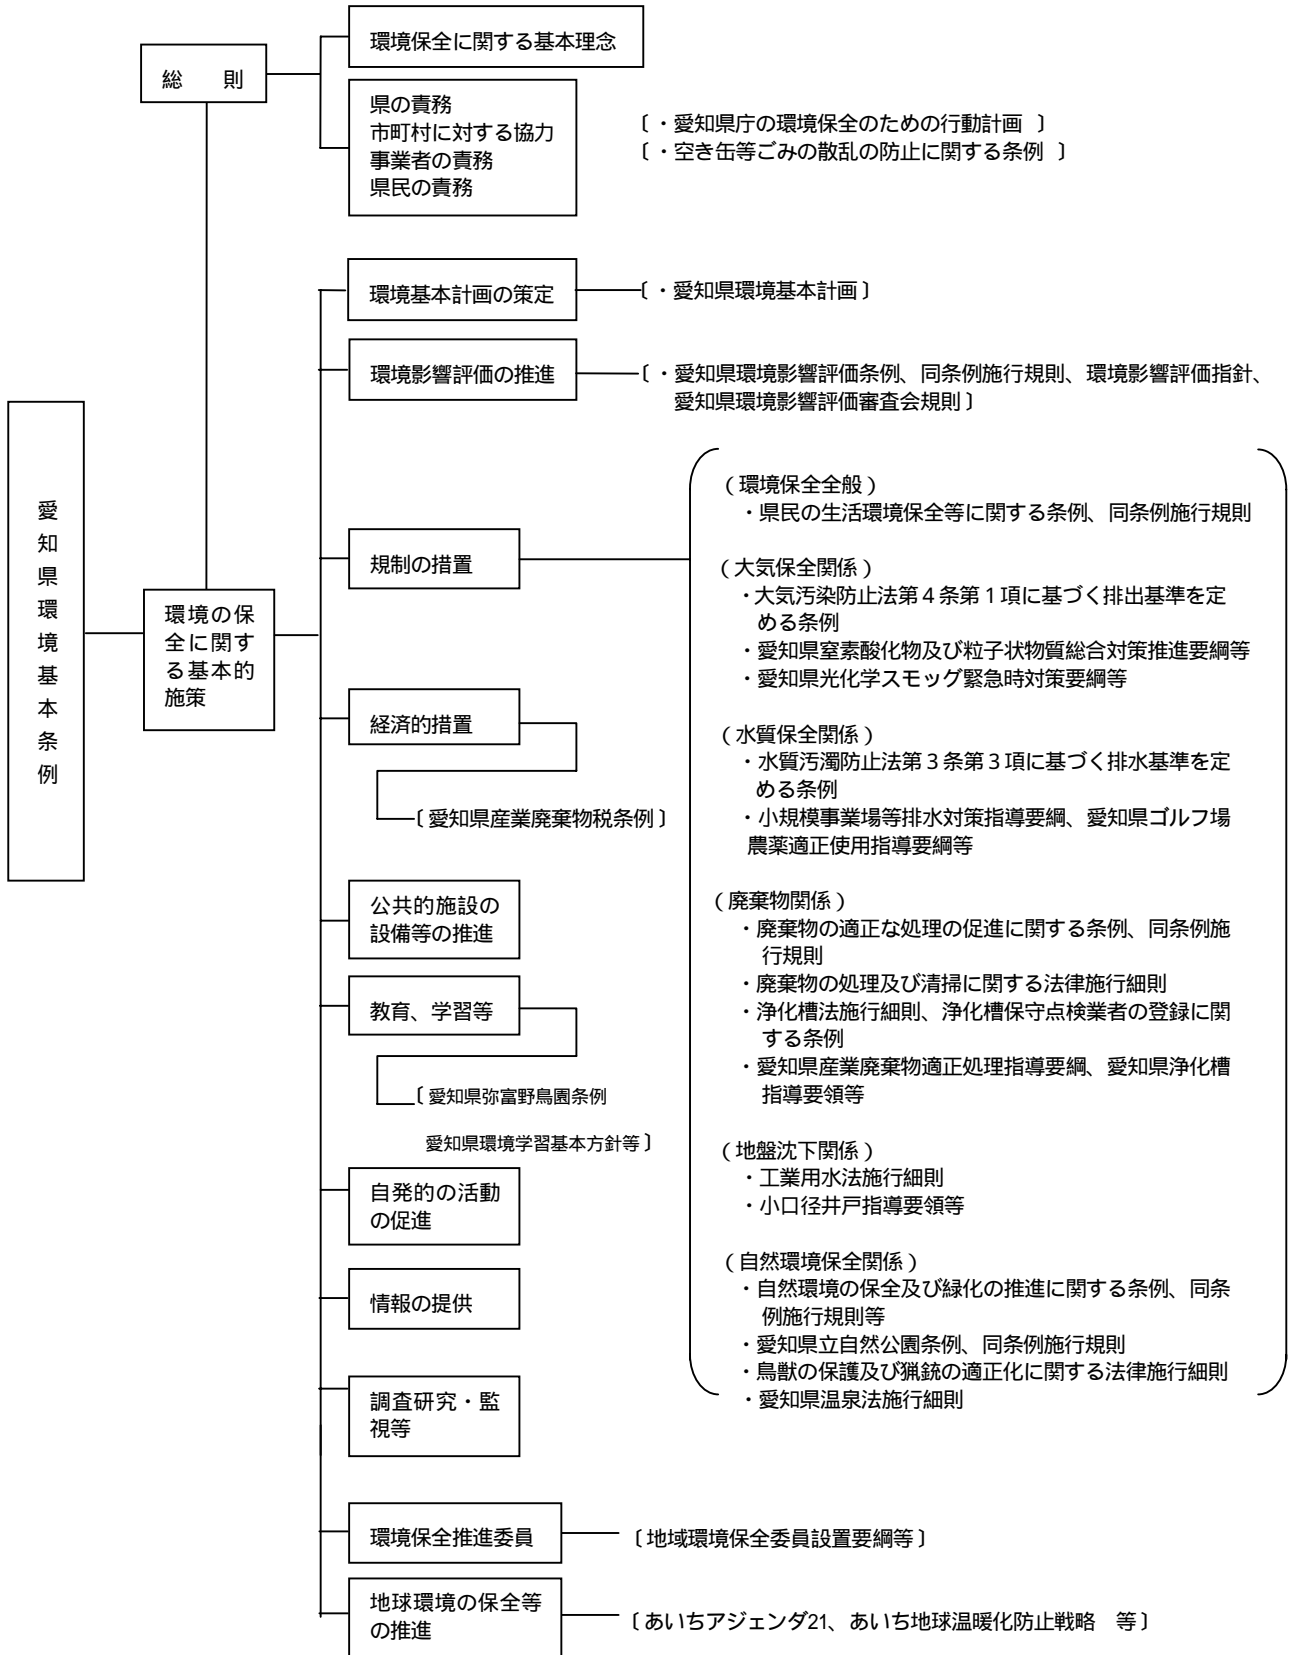 愛知県環境基本条例
総　則
環境保全に関する基本理念
県の責務
市町村に対する協力
事業者の責務
県民の責務
〔・愛知県庁の環境保全のための行動計画 〕
〔・空き缶等ごみの散乱の防止に関する条例 〕
環境の保
全に関す
る基本的
施策
環境基本計画の策定
〔・愛知県環境基本計画〕
環境影響評価の推進
〔・愛知県環境影響評価条例、同条例施行規則、環境影響評価指針、
愛知県環境影響評価審査会規則〕
規制の措置
（環境保全全般）
・県民の生活環境保全等に関する条例、同条例施行規則
（大気保全関係）
・大気汚染防止法第４条第１項に基づく排出基準を定
める条例
・愛知県窒素酸化物及び粒子状物質総合対策推進要綱等
・愛知県光化学スモッグ緊急時対策要綱等
（水質保全関係）
・水質汚濁防止法第３条第３項に基づく排水基準を定
める条例
・小規模事業場等排水対策指導要綱、愛知県ゴルフ場
農薬適正使用指導要綱等
（廃棄物関係）
・廃棄物の適正な処理の促進に関する条例、同条例施
行規則
・廃棄物の処理及び清掃に関する法律施行細則
・浄化槽法施行細則、浄化槽保守点検業者の登録に関
する条例
・愛知県産業廃棄物適正処理指導要綱、愛知県浄化槽
指導要領等
（地盤沈下関係）
・工業用水法施行細則
・小口径井戸指導要領等
（自然環境保全関係）
・自然環境の保全及び緑化の推進に関する条例、同条
例施行規則等
・愛知県立自然公園条例、同条例施行規則
・鳥獣の保護及び猟銃の適正化に関する法律施行細則
・愛知県温泉法施行細則
経済的措置
〔愛知県産業廃棄物税条例〕
公共的施設の
設備等の推進
教育、学習等
〔愛知県弥富野鳥園条例
愛知県環境学習基本方針等〕
自発的の活動
の促進
情報の提供
調査研究・監
視等
環境保全推進委員
〔地域環境保全委員設置要綱等〕
地球環境の保全等
の推進
〔あいちアジェンダ21、あいち地球温暖化防止戦略　等〕